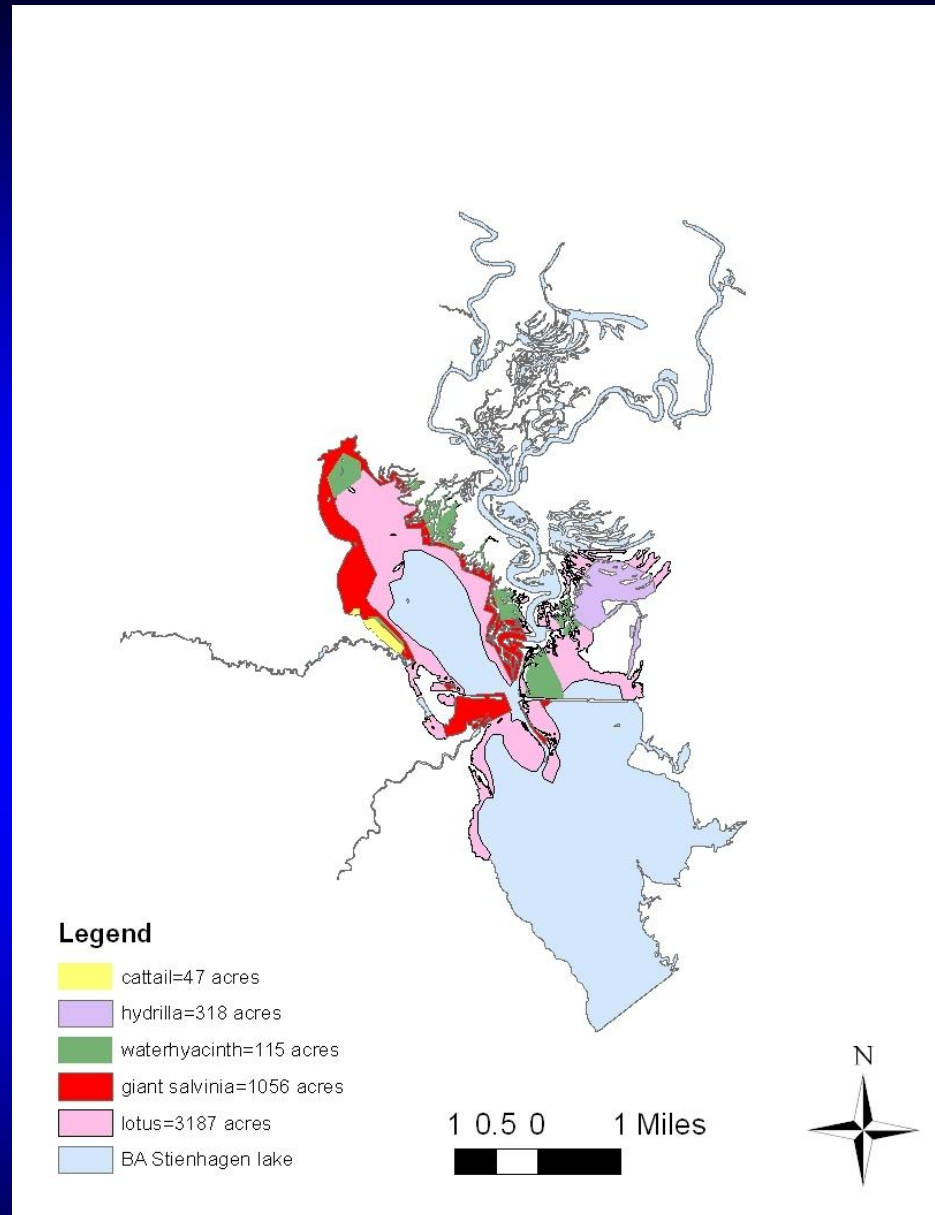 Legend
cattail=47 acres
hydrilla=318 acres
waterhyacinth=115 acres
giant salvinia=1056 acres
lotus=3187 acres
BA Stienhagen lake
1 0.5 0 1 Miles
N